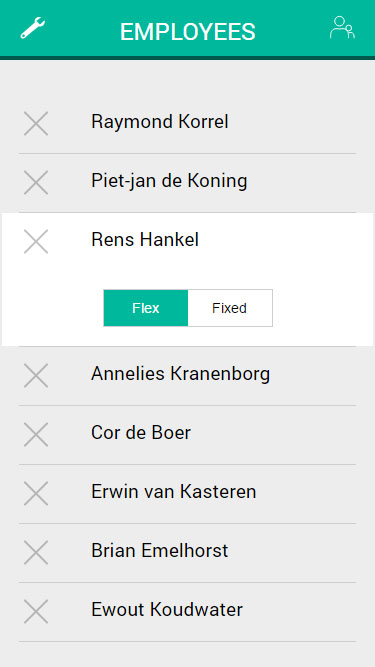 EMPLOYEES
Raymond Korrel
Piet-jan de Koning
Rens Hankel
Flex Fixed
Annelies Kranenborg
Cor de Boer
Erwin van Kasteren
Brian Emelhorst
Ewout Koudwater